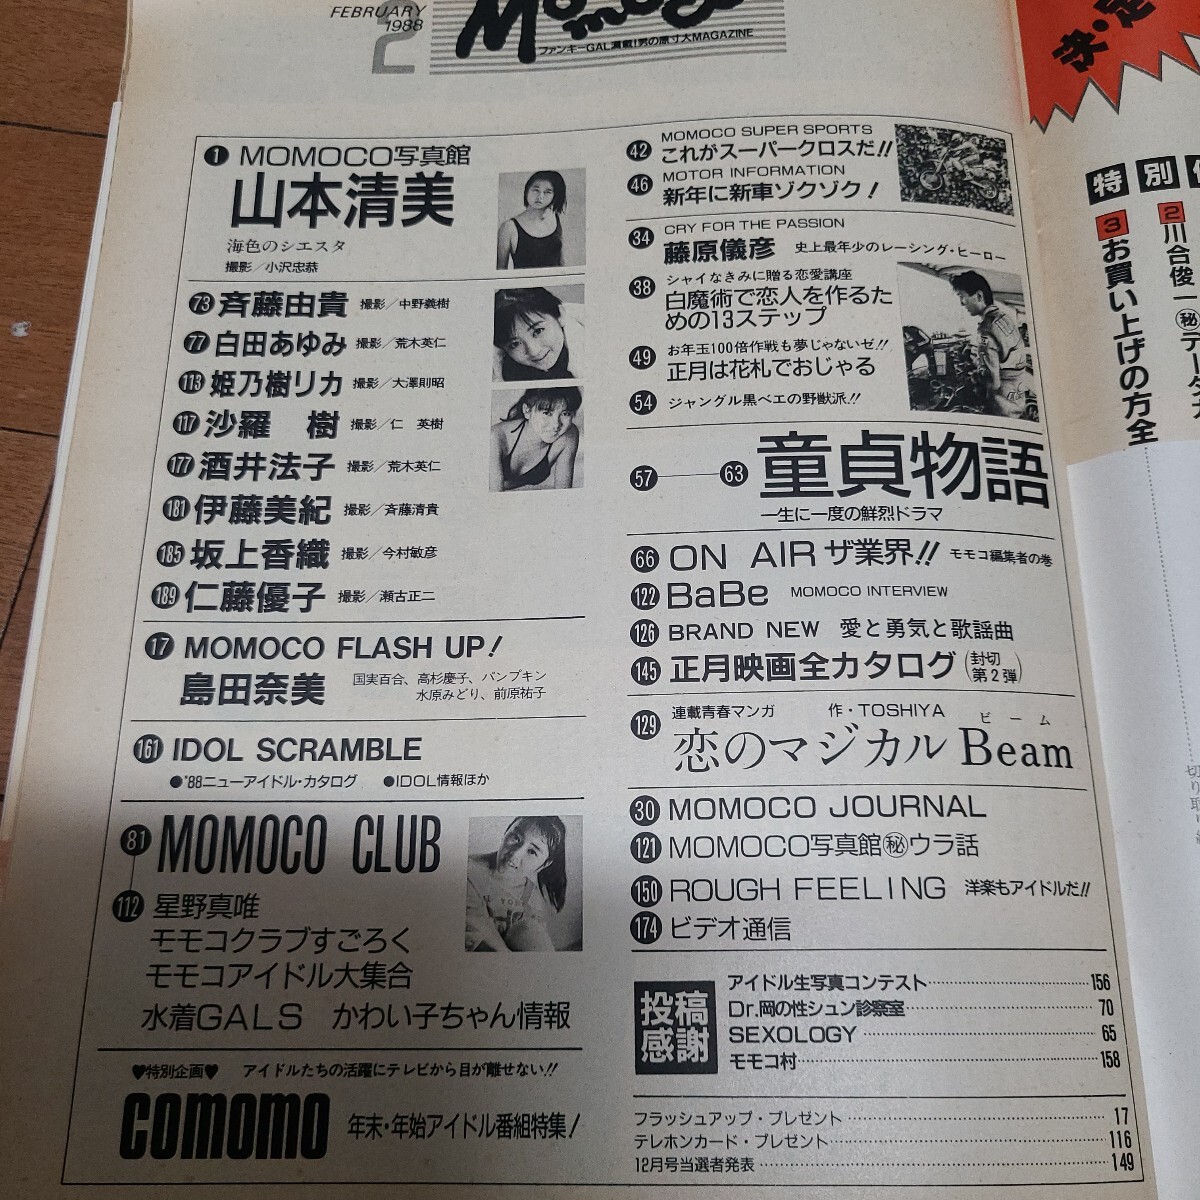 FEBRUARY
1988
2
Momoco
ファンキーGAL満載!男の原寸大MAGAZINE
1 MOMOCO写真館
山本清美
海色のシエスタ
撮影／小沢忠恭
73 斉藤由貴 撮影／中野義樹
77 白田あゆみ 撮影／荒木英仁
113 姫乃樹リカ 撮影／大澤則昭
117 沙羅 樹 撮影／仁 英樹
177 酒井法子 撮影／荒木英仁
181 伊藤美紀 撮影／斉藤清貴
185 坂上香織 撮影／今村敏彦
189 仁藤優子 撮影／瀬古正二
17 MOMOCO FLASH UP!
島田奈美 国実百合、高杉慶子、パンプキン
水原みどり、前原祐子
161 IDOL SCRAMBLE
●'88ニューアイドル・カタログ ●IDOL情報ほか
81 MOMOCO CLUB
112 星野真唯
モモコクラブすごろく
モモコアイドル大集合
水着GALS かわい子ちゃん情報
♥特別企画♥ アイドルたちの活躍にテレビから目が離せない!!
comomo 年末・年始アイドル番組特集!
42 MOMOCO SUPER SPORTS
これがスーパークロスだ!!
46 MOTOR INFORMATION
新年に新車ゾクゾク!
34 CRY FOR THE PASSION
藤原儀彦 史上最年少のレーシング・ヒーロー
38 シャイなきみに贈る恋愛講座
白魔術で恋人を作るた
めの13ステップ
49 お年玉100倍作戦も夢じゃないゼ!!
正月は花札でおじゃる
54 ジャングル黒ベエの野獣派!!
57 63 童貞物語
一生に一度の鮮烈ドラマ
66 ON AIR ザ業界!! モモコ編集者の巻
122 BaBe MOMOCO INTERVIEW
126 BRAND NEW 愛と勇気と歌謡曲
145 正月映画全カタログ(封切第2弾)
129 連載青春マンガ 作・TOSHIYA
恋のマジカル Beam ビーム
30 MOMOCO JOURNAL
121 MOMOCO写真館㊙ウラ話
150 ROUGH FEELING 洋楽もアイドルだ!!
174 ビデオ通信
投稿
感謝
アイドル生写真コンテスト 156
Dr.岡の性シュン診察室 70
SEXOLOGY 65
モモコ村 158
フラッシュアップ・プレゼント 17
テレホンカード・プレゼント 116
12月号当選者発表 149
決・定
特別
2 川合俊一㊙データ
3 お買い上げの方全
切り取